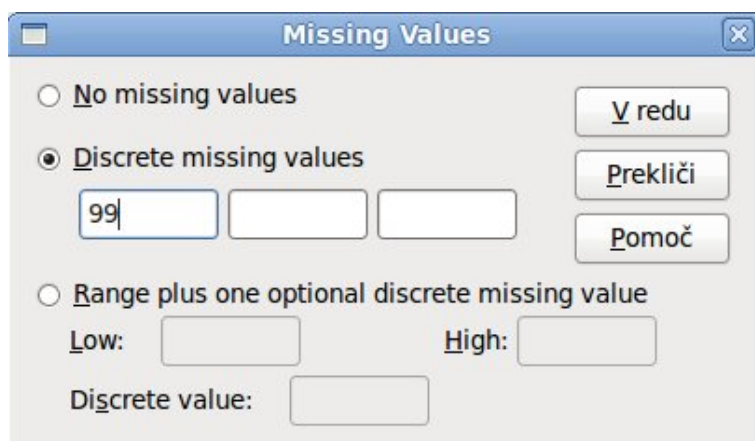 Missing Values
No missing values
V redu
Discrete missing values
Prekliči
99
Pomoč
Range plus one optional discrete missing value
Low:
High:
Discrete value: